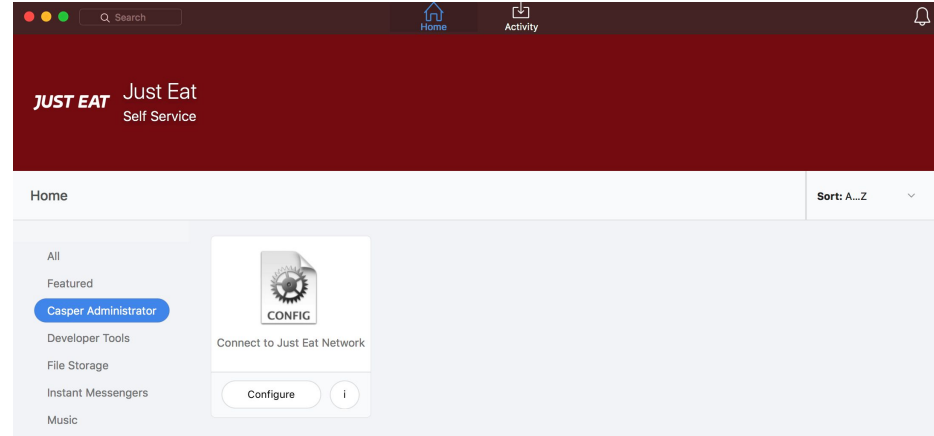 Search
Home
Activity
JUST EAT
Just Eat
Self Service
Home
Sort: A...Z
All
Featured
Casper Administrator
Developer Tools
File Storage
Instant Messengers
Music
CONFIG
Connect to Just Eat Network
Configure
i